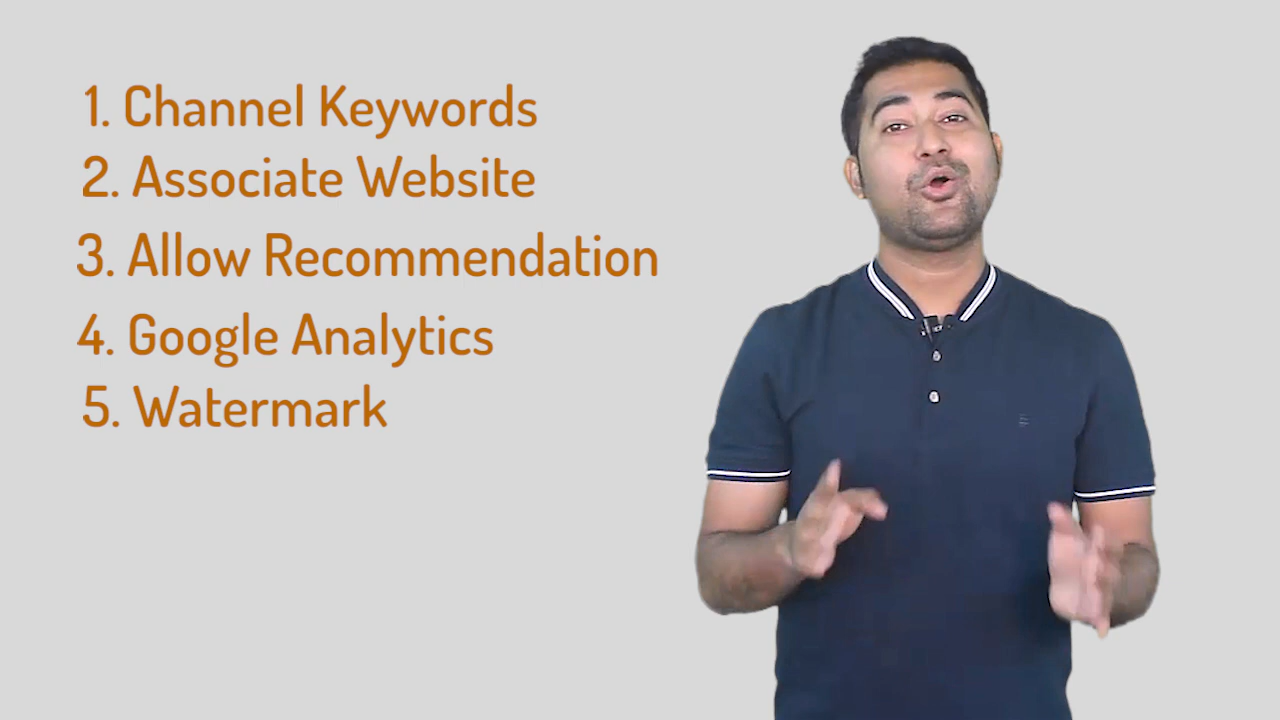 1. Channel Keywords
2. Associate Website
3. Allow Recommendation
4. Google Analytics
5. Watermark